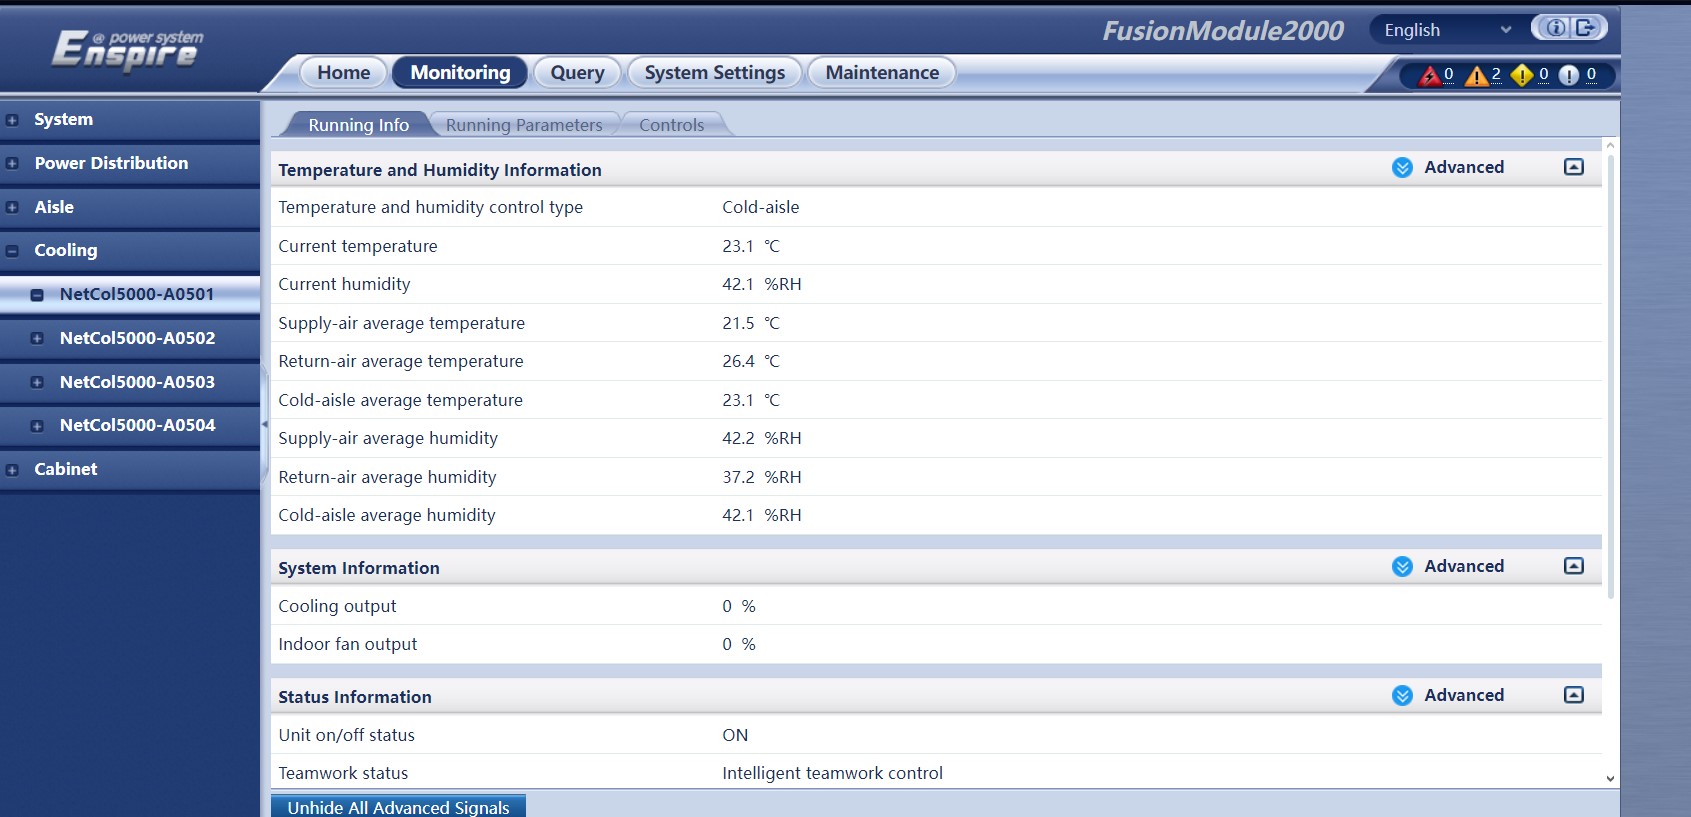 Enspire @ power system
FusionModule2000
English
Home Monitoring Query System Settings Maintenance
0 2 0 0
System
Power Distribution
Aisle
Cooling
NetCol5000-A0501
NetCol5000-A0502
NetCol5000-A0503
NetCol5000-A0504
Cabinet
Running Info Running Parameters Controls
Temperature and Humidity Information Advanced
Temperature and humidity control type Cold-aisle
Current temperature 23.1 ℃
Current humidity 42.1 %RH
Supply-air average temperature 21.5 ℃
Return-air average temperature 26.4 ℃
Cold-aisle average temperature 23.1 ℃
Supply-air average humidity 42.2 %RH
Return-air average humidity 37.2 %RH
Cold-aisle average humidity 42.1 %RH
System Information Advanced
Cooling output 0 %
Indoor fan output 0 %
Status Information Advanced
Unit on/off status ON
Teamwork status Intelligent teamwork control
Unhide All Advanced Signals